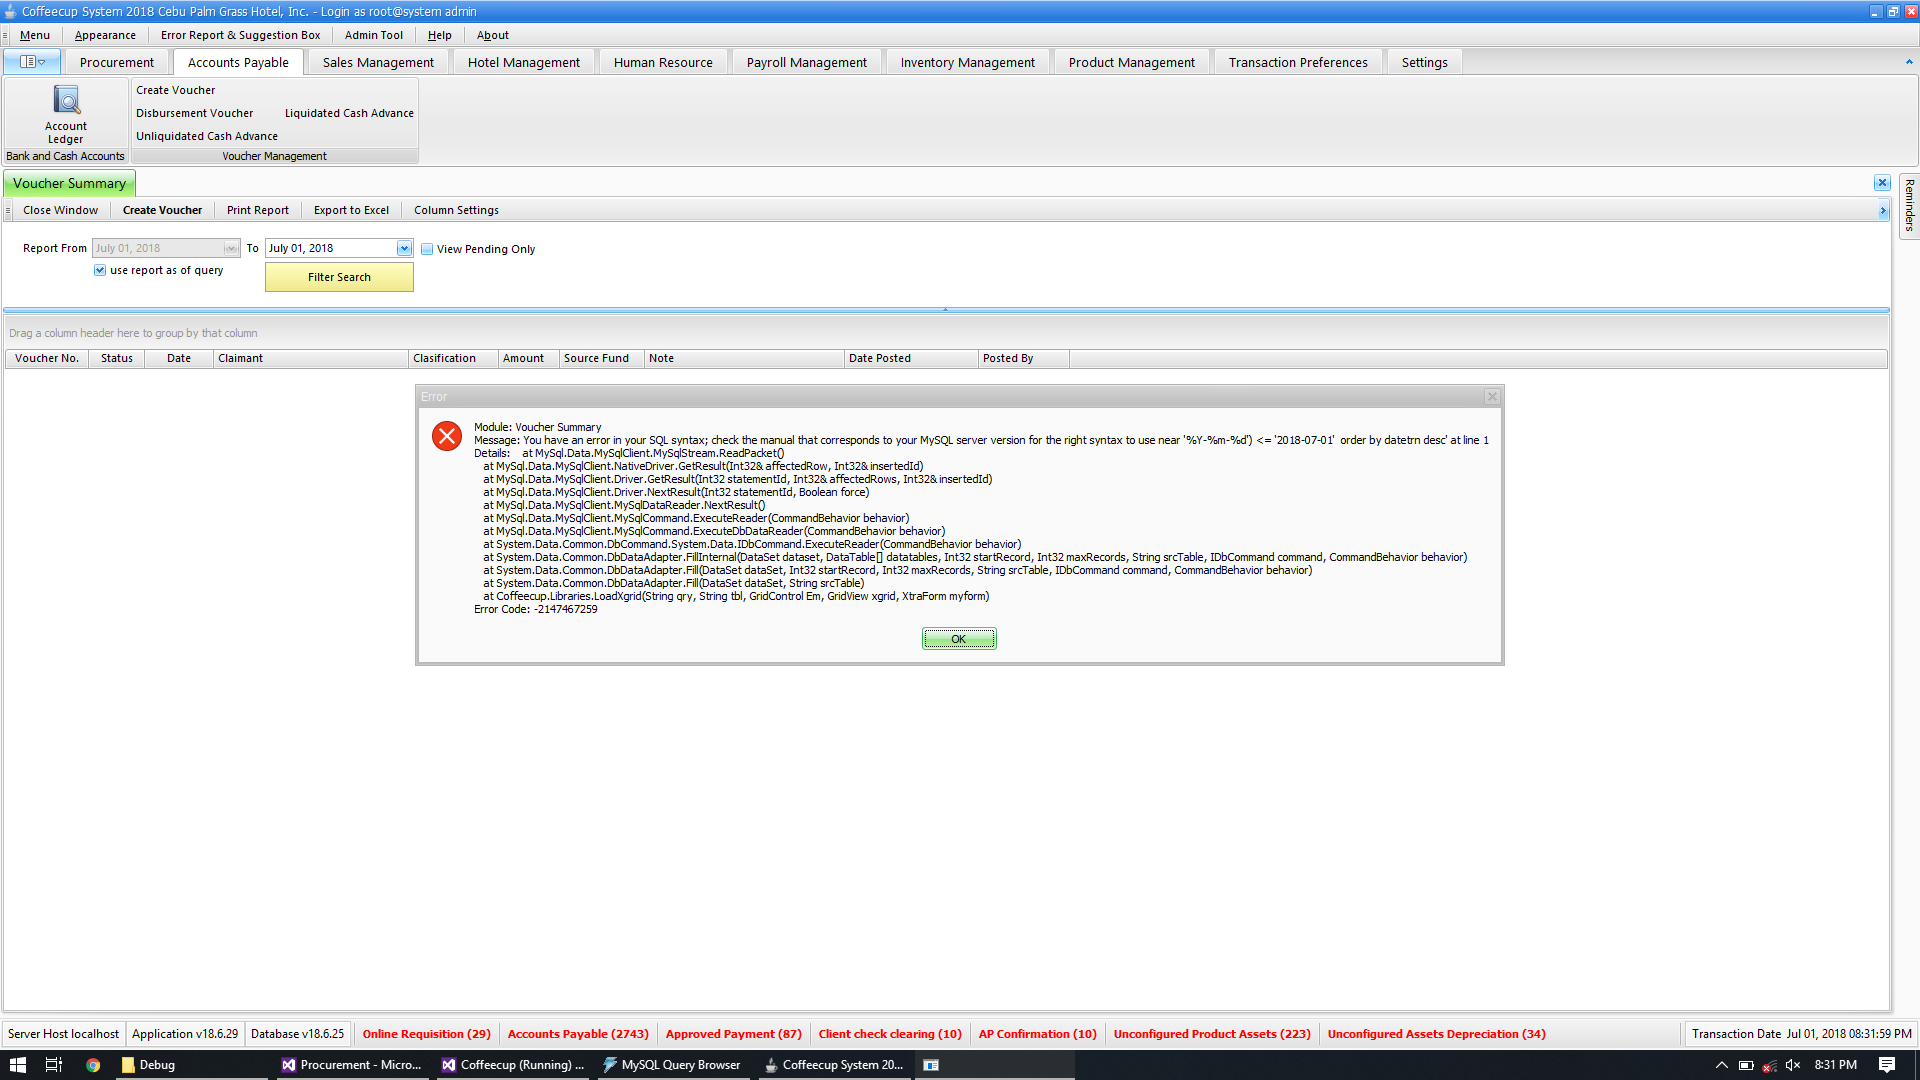 Coffeecup System 2018 Cebu Palm Grass Hotel, Inc. - Login as root@system admin
Menu Appearance Error Report & Suggestion Box Admin Tool Help About
Procurement Accounts Payable Sales Management Hotel Management Human Resource Payroll Management Inventory Management Product Management Transaction Preferences Settings
Create Voucher
Disbursement Voucher Liquidated Cash Advance
Account
Ledger
Unliquidated Cash Advance
Bank and Cash Accounts Voucher Management
Voucher Summary
Reminders
Close Window Create Voucher Print Report Export to Excel Column Settings
Report From July 01, 2018 To July 01, 2018 View Pending Only
use report as of query
Filter Search
Drag a column header here to group by that column
Voucher No. Status Date Claimant Clasification Amount Source Fund Note Date Posted Posted By
Error
Module: Voucher Summary
Message: You have an error in your SQL syntax; check the manual that corresponds to your MySQL server version for the right syntax to use near '%Y-%m-%d') <= '2018-07-01'  order by datetrn desc' at line 1
Details:    at MySql.Data.MySqlClient.MySqlStream.ReadPacket()
at MySql.Data.MySqlClient.NativeDriver.GetResult(Int32& affectedRow, Int32& insertedId)
at MySql.Data.MySqlClient.Driver.GetResult(Int32 statementId, Int32& affectedRows, Int32& insertedId)
at MySql.Data.MySqlClient.Driver.NextResult(Int32 statementId, Boolean force)
at MySql.Data.MySqlClient.MySqlDataReader.NextResult()
at MySql.Data.MySqlClient.MySqlCommand.ExecuteReader(CommandBehavior behavior)
at MySql.Data.MySqlClient.MySqlCommand.ExecuteDbDataReader(CommandBehavior behavior)
at System.Data.Common.DbCommand.System.Data.IDbCommand.ExecuteReader(CommandBehavior behavior)
at System.Data.Common.DbDataAdapter.FillInternal(DataSet dataset, DataTable[] datatables, Int32 startRecord, Int32 maxRecords, String srcTable, IDbCommand command, CommandBehavior behavior)
at System.Data.Common.DbDataAdapter.Fill(DataSet dataSet, Int32 startRecord, Int32 maxRecords, String srcTable, IDbCommand command, CommandBehavior behavior)
at System.Data.Common.DbDataAdapter.Fill(DataSet dataSet, String srcTable)
at Coffeecup.Libraries.LoadXgrid(String qry, String tbl, GridControl Em, GridView xgrid, XtraForm myform)
Error Code: -2147467259
OK
Server Host localhost Application v18.6.29 Database v18.6.25 Online Requisition (29) Accounts Payable (2743) Approved Payment (87) Client check clearing (10) AP Confirmation (10) Unconfigured Product Assets (223) Unconfigured Assets Depreciation (34) Transaction Date Jul 01, 2018 08:31:59 PM
Debug Procurement - Micro... Coffeecup (Running) ... MySQL Query Browser Coffeecup System 20... 8:31 PM